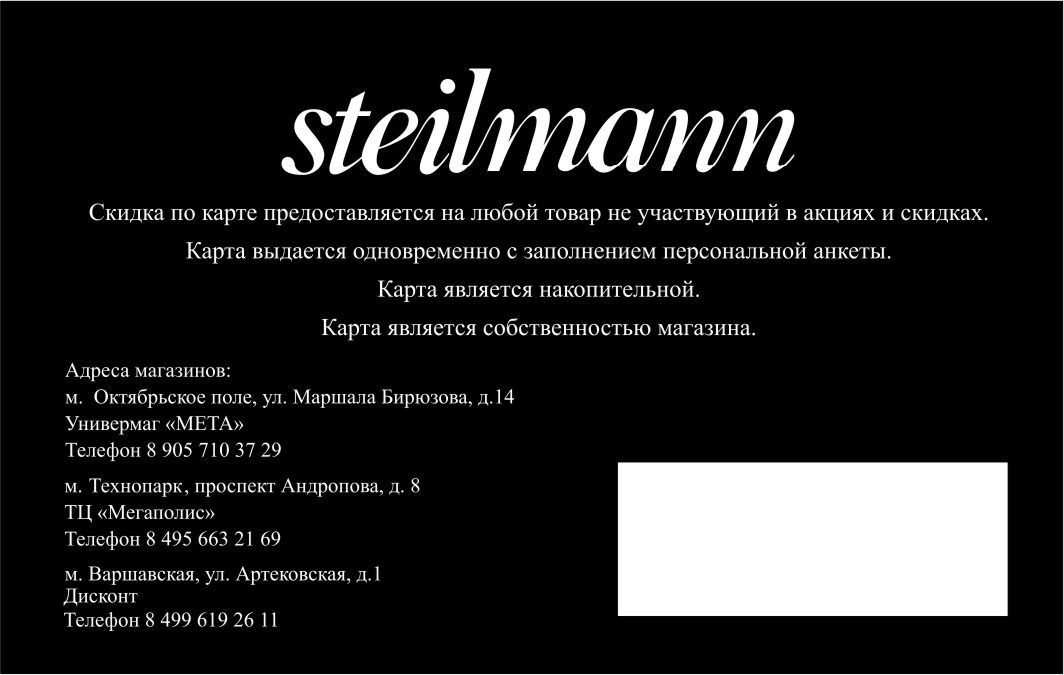 steilmann
Скидка по карте предоставляется на любой товар не участвующий в акциях и скидках.
Карта выдается одновременно с заполнением персональной анкеты.
Карта является накопительной.
Карта является собственностью магазина.
Адреса магазинов:
м. Октябрьское поле, ул. Маршала Бирюзова, д.14
Универмаг «МЕТА»
Телефон 8 905 710 37 29
м. Технопарк, проспект Андропова, д. 8
ТЦ «Мегаполис»
Телефон 8 495 663 21 69
м. Варшавская, ул. Артековская, д.1
Дисконт
Телефон 8 499 619 26 11